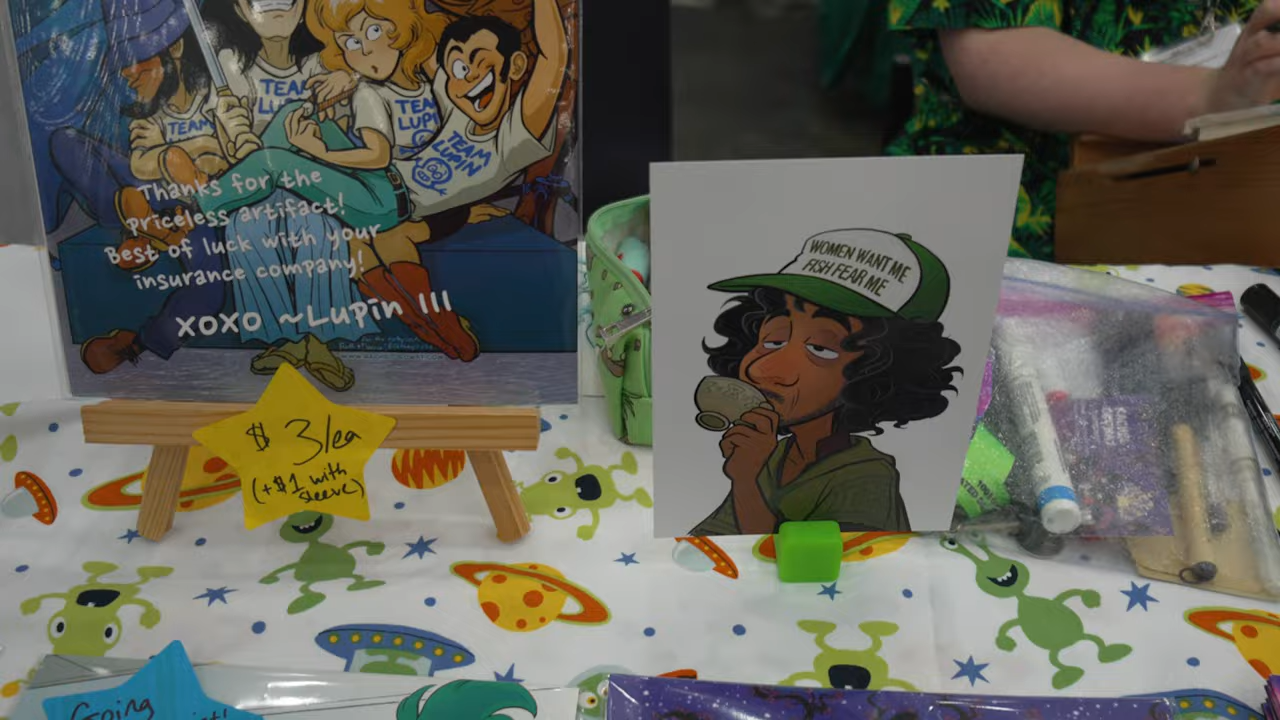 TEAM
TEAM
TEAM
LUPIN
TEAM
LUPIN
Thanks for the
priceless artifact!
Best of luck with your
insurance company!
xoxo ~Lupin III
$ 3/ea
(+$1 with
sleeve)
WOMEN WANT ME
FISH FEAR ME
Going